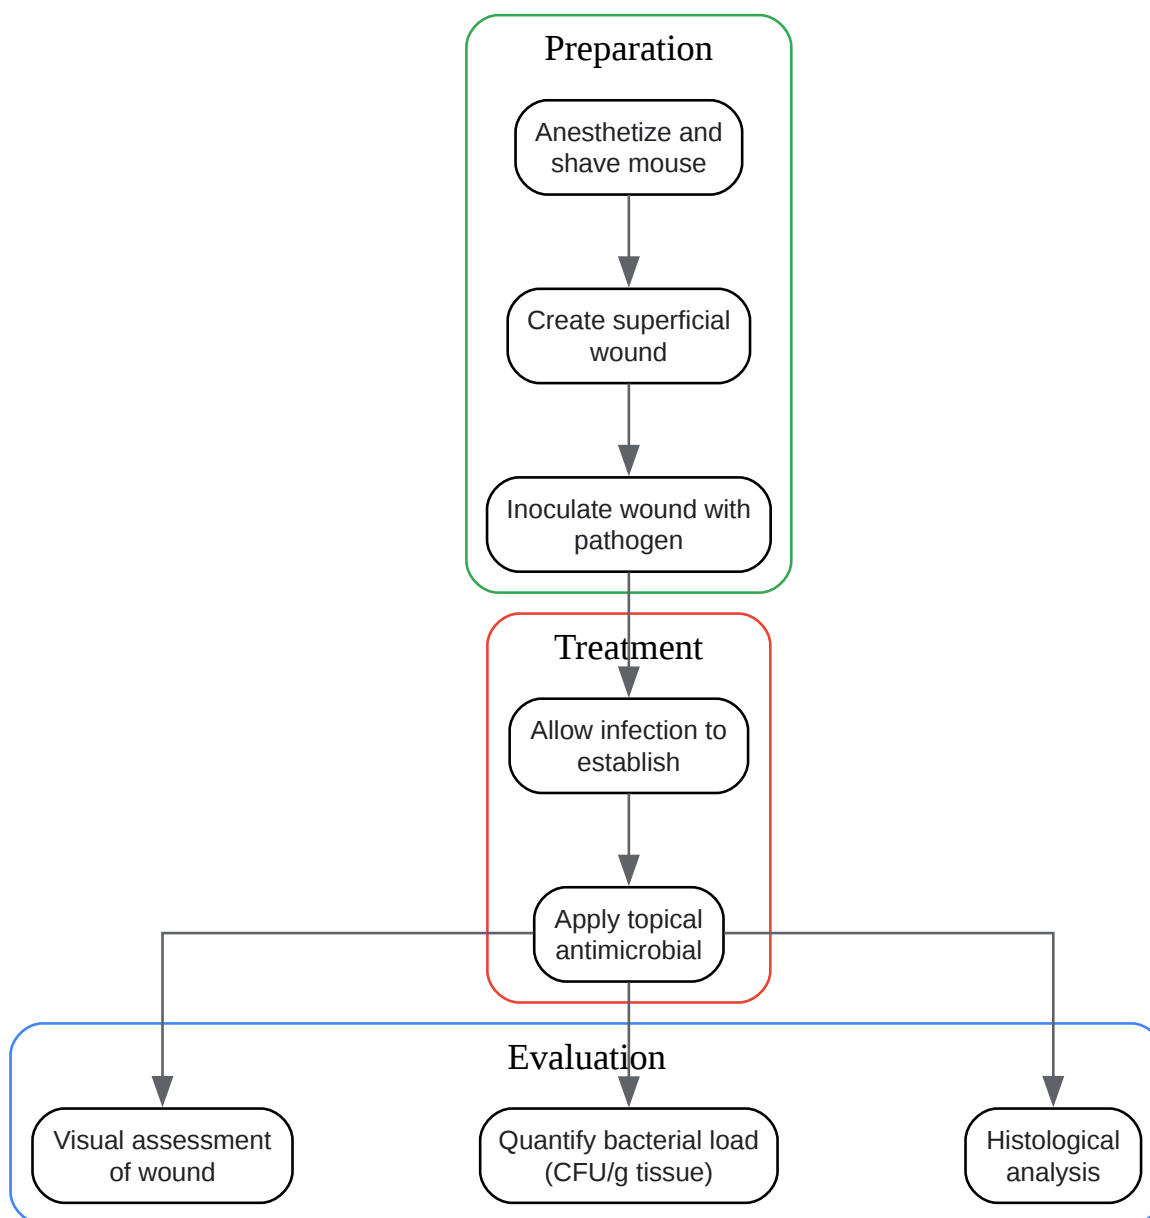 Preparation
Anesthetize and
shave mouse
Create superficial
wound
Inoculate wound with
pathogen
Treatment
Allow infection to
establish
Apply topical
antimicrobial
Evaluation
Visual assessment
of wound
Quantify bacterial load
(CFU/g tissue)
Histological
analysis